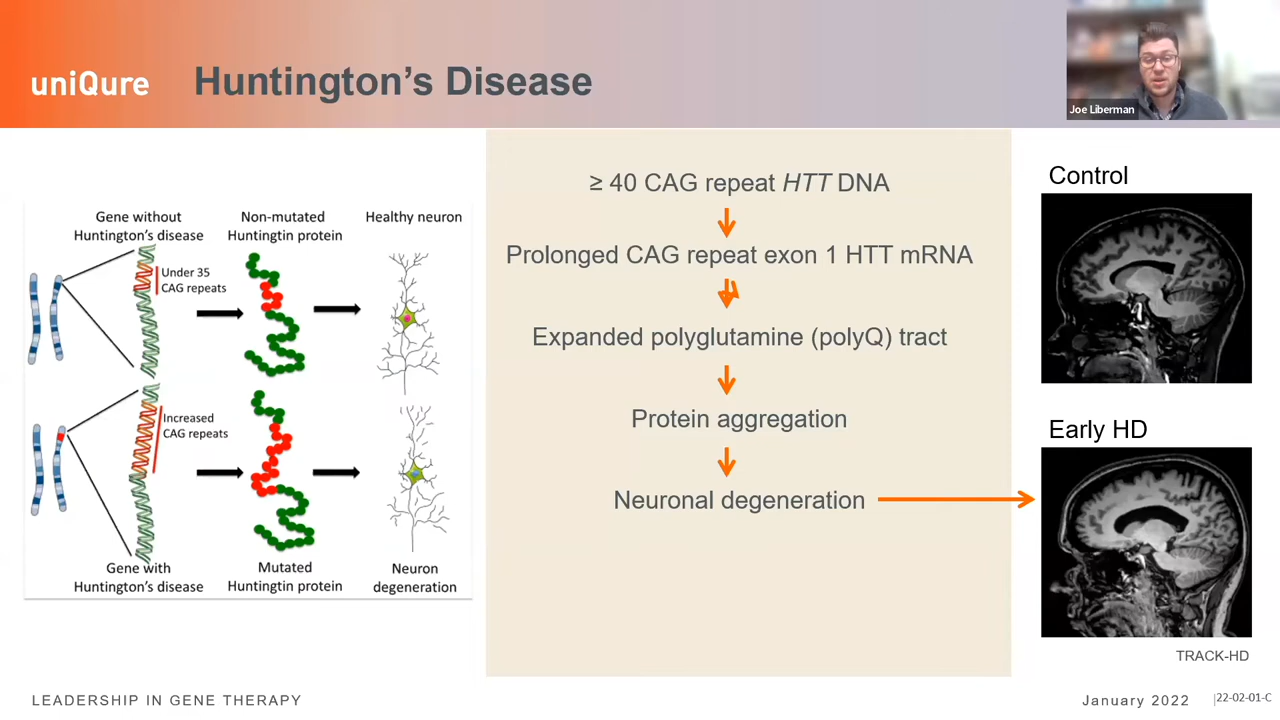 uniQure
Huntington's Disease
Joe Liberman
Gene without
Huntington's disease
Non-mutated
Huntingtin protein
Healthy neuron
Under 35
CAG repeats
Increased
CAG repeats
Gene with
Huntington's disease
Mutated
Huntingtin protein
Neuron
degeneration
≥ 40 CAG repeat HTT DNA
Prolonged CAG repeat exon 1 HTT mRNA
Expanded polyglutamine (polyQ) tract
Protein aggregation
Neuronal degeneration
Control
Early HD
TRACK-HD
LEADERSHIP IN GENE THERAPY
January 2022
|22-02-01-C